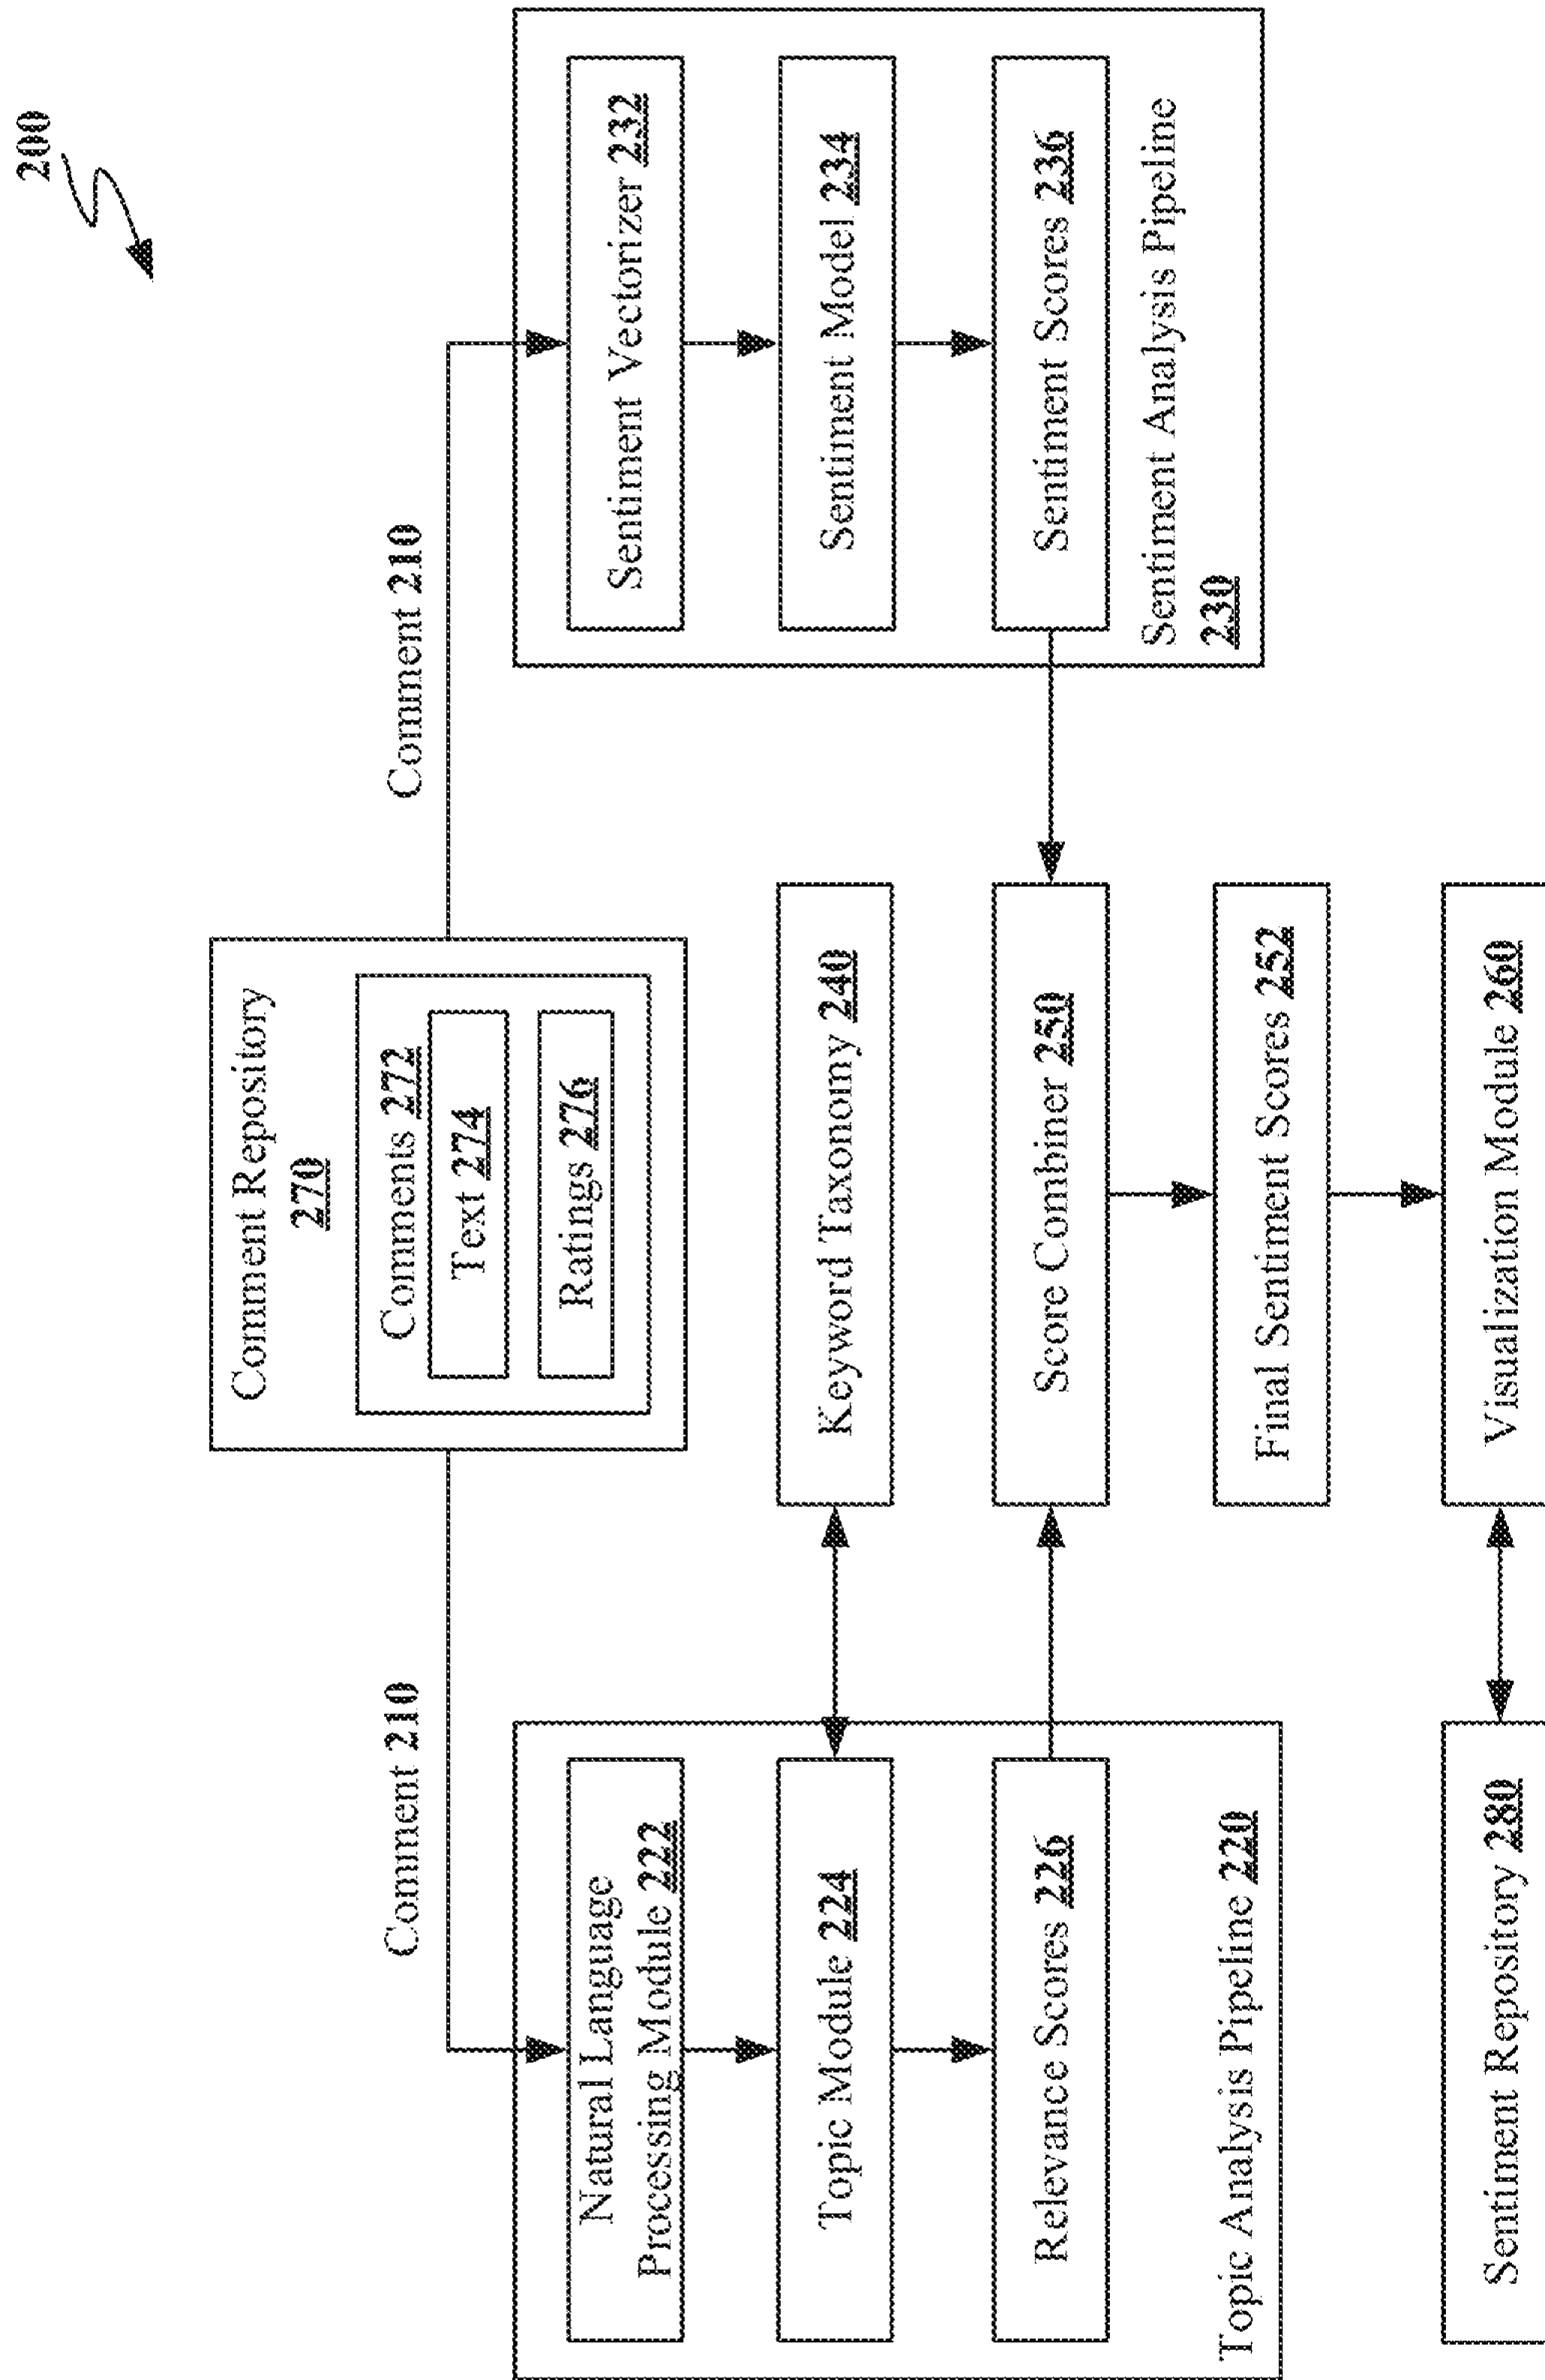 200
Comment Repository
270
Comments 272
Text 274
Ratings 276
Comment 210
Comment 210
Natural Language
Processing Module 222
Topic Module 224
Relevance Scores 226
Topic Analysis Pipeline 220
Keyword Taxonomy 240
Score Combiner 250
Final Sentiment Scores 252
Visualization Module 260
Sentiment Repository 280
Sentiment Vectorizer 232
Sentiment Model 234
Sentiment Scores 236
Sentiment Analysis Pipeline
230